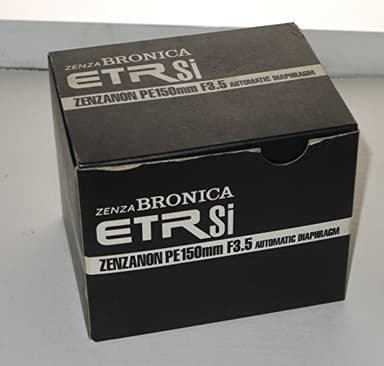 ZENZA BRONICA
ETRSi
ZENZANON PE150mm F3.5 AUTOMATIC DIAPHRAGM
ZENZA BRONICA
ETRSi
ZENZANON PE150mm F3.5 AUTOMATIC DIAPHRAGM